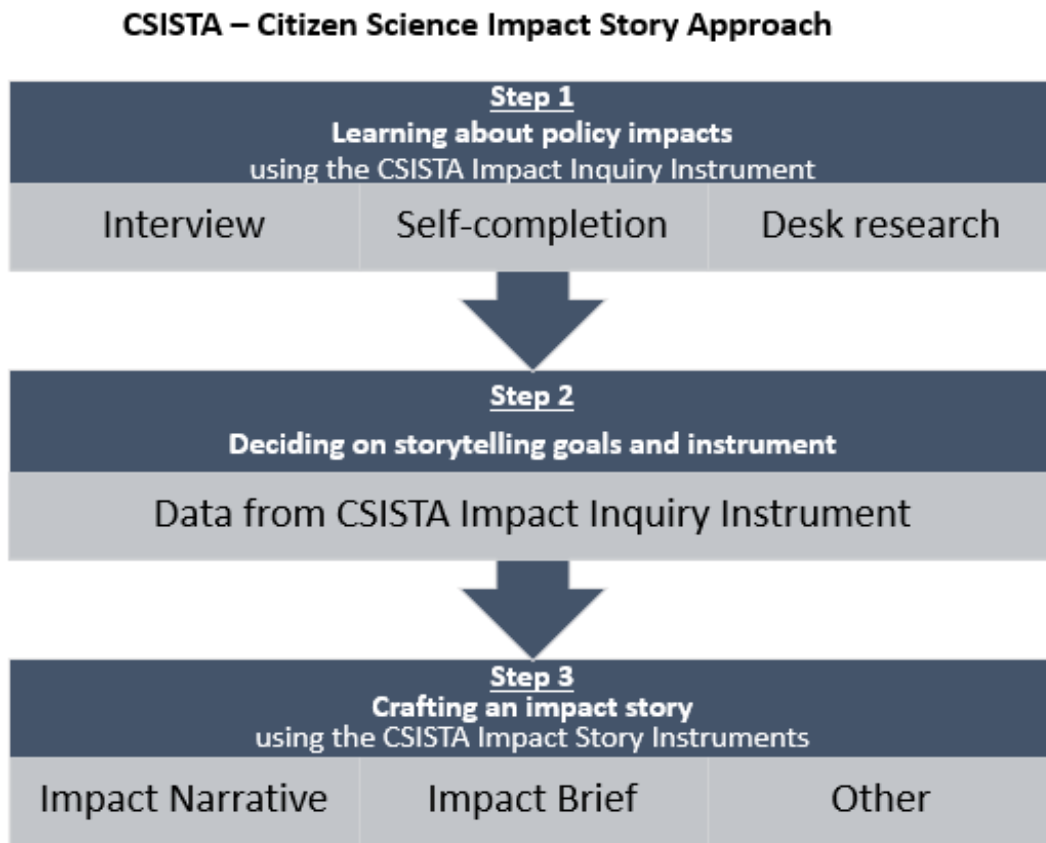 CSISTA – Citizen Science Impact Story Approach
Step 1
Learning about policy impacts
using the CSISTA Impact Inquiry Instrument
Interview
Self-completion
Desk research
Step 2
Deciding on storytelling goals and instrument
Data from CSISTA Impact Inquiry Instrument
Step 3
Crafting an impact story
using the CSISTA Impact Story Instruments
Impact Narrative
Impact Brief
Other